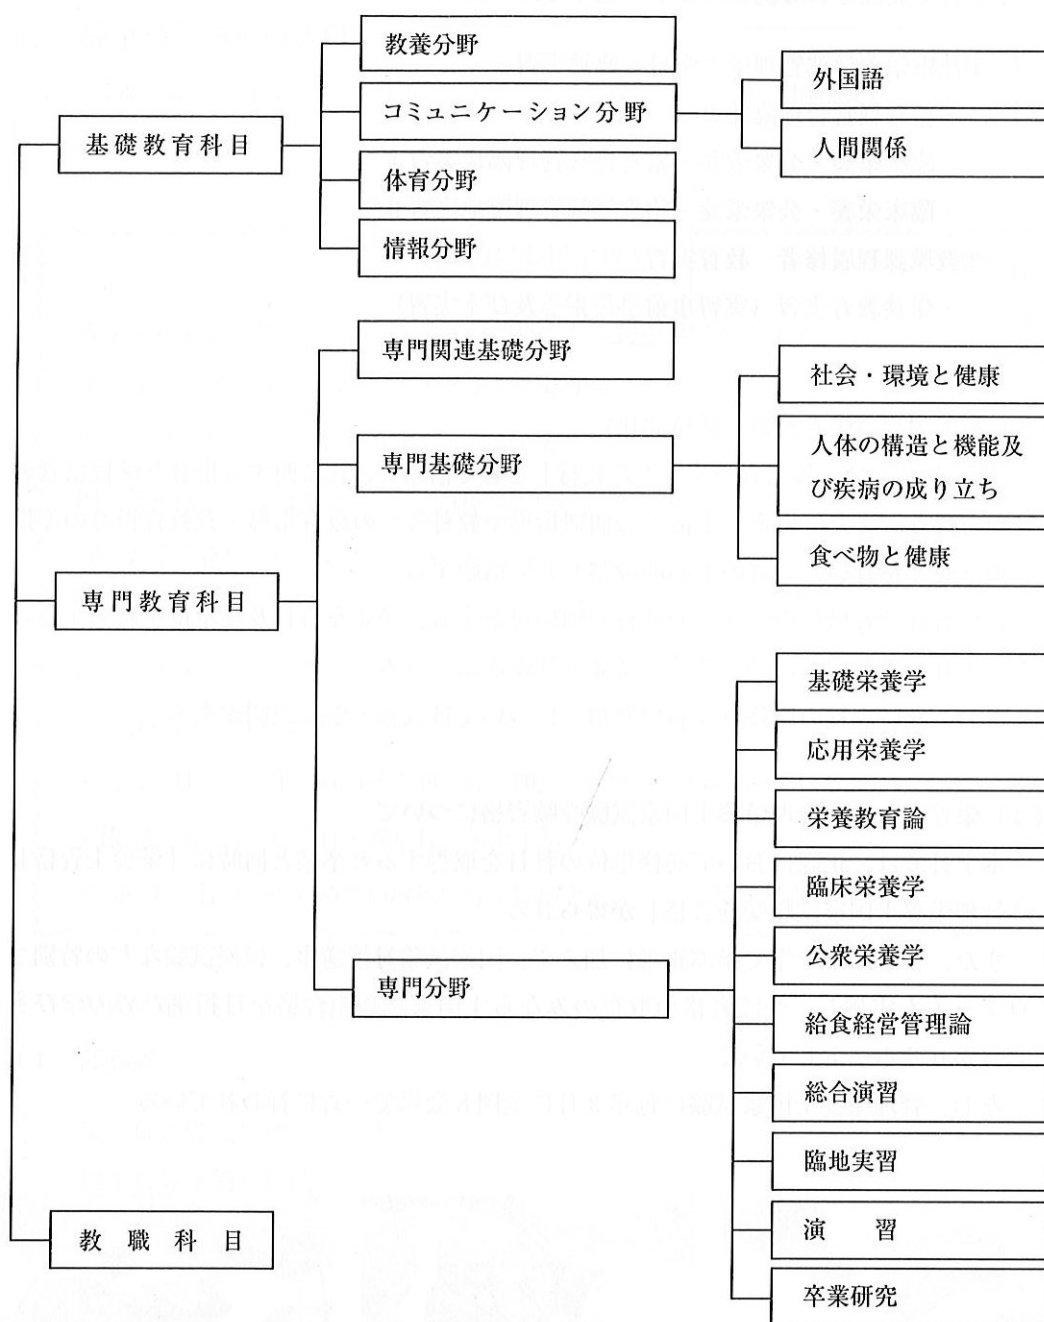 基礎教育科目
教養分野
コミュニケーション分野
外国語
人間関係
体育分野
情報分野
専門教育科目
専門関連基礎分野
専門基礎分野
社会・環境と健康
人体の構造と機能及
び疾病の成り立ち
食べ物と健康
専門分野
基礎栄養学
応用栄養学
栄養教育論
臨床栄養学
公衆栄養学
給食経営管理論
総合演習
臨地実習
演習
卒業研究
教職科目